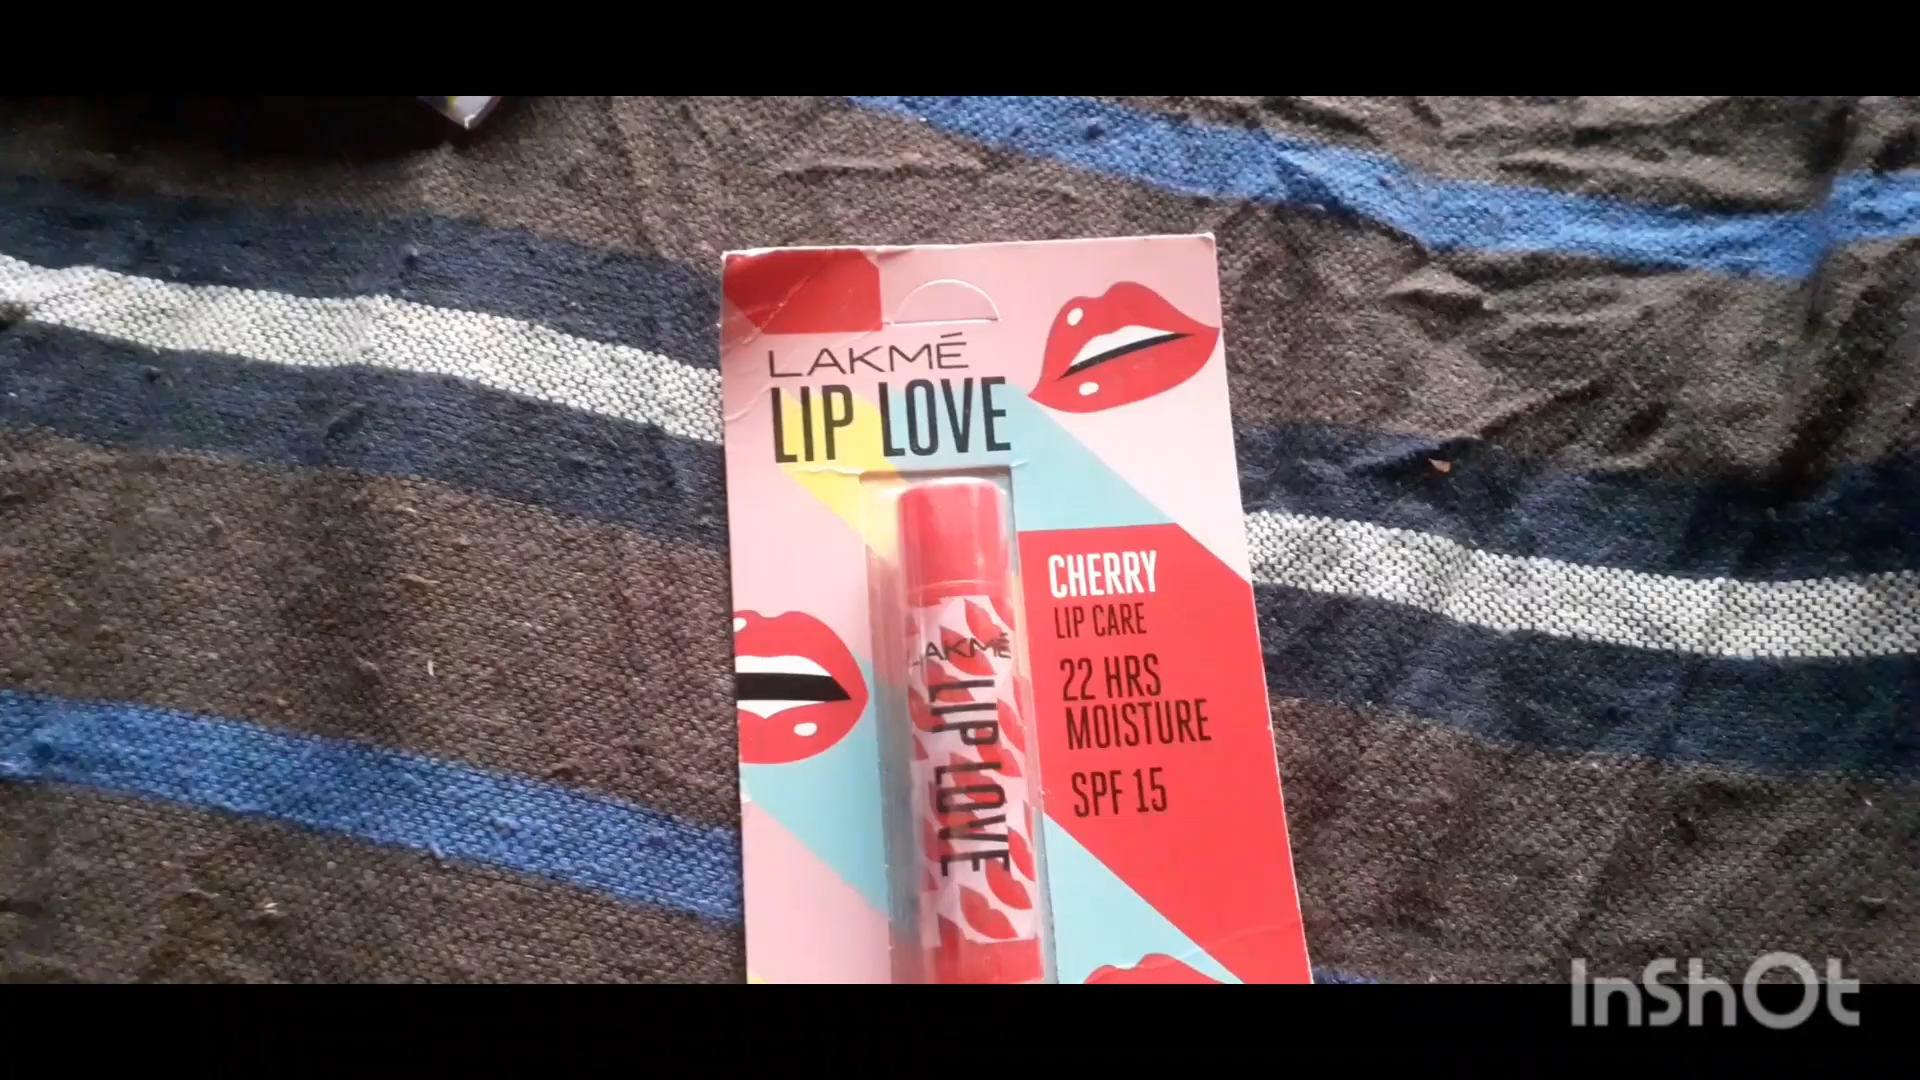 LAKMÉ
LIP LOVE
CHERRY
LIP CARE
22 HRS
MOISTURE
SPF 15
LAKMÉ
LIP LOVE
InShOt